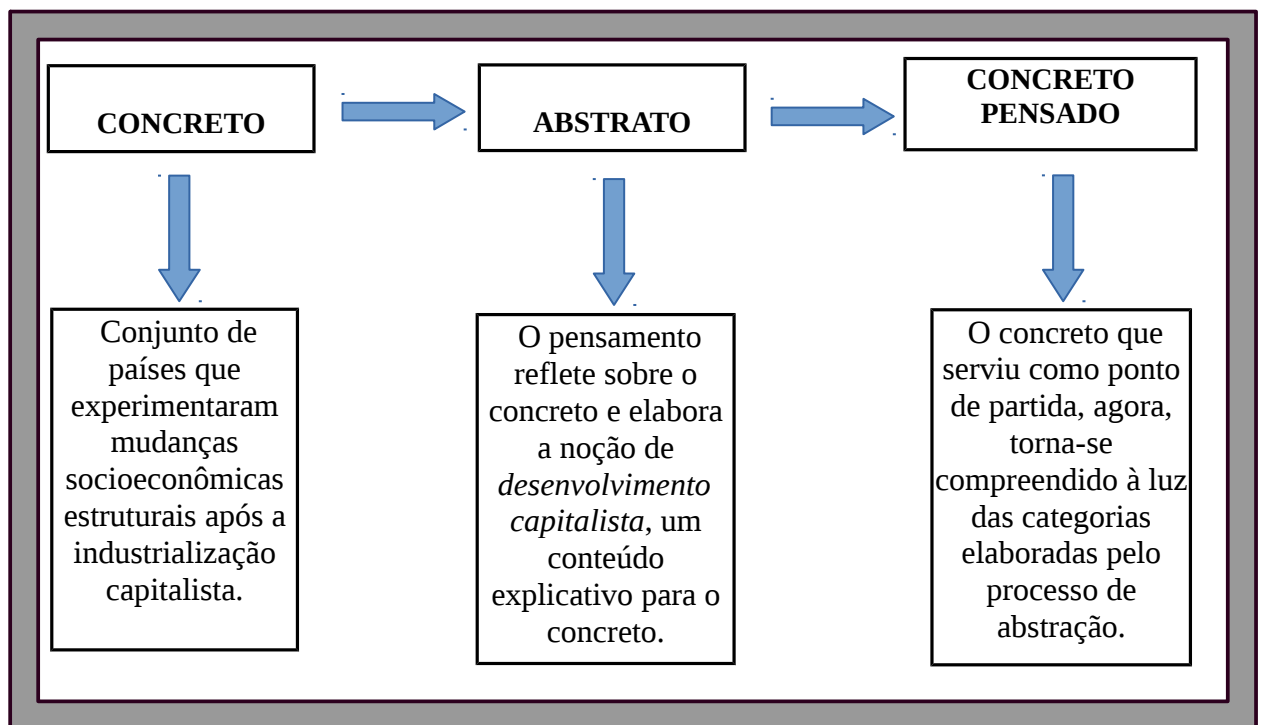 CONCRETO
ABSTRATO
CONCRETO
PENSADO
Conjunto de
países que
experimentaram
mudanças
socioeconômicas
estruturais após a
industrialização
capitalista.
O pensamento
reflete sobre o
concreto e elabora
a noção de
desenvolvimento
capitalista, um
conteúdo
explicativo para o
concreto.
O concreto que
serviu como ponto
de partida, agora,
torna-se
compreendido à luz
das categorias
elaboradas pelo
processo de
abstração.